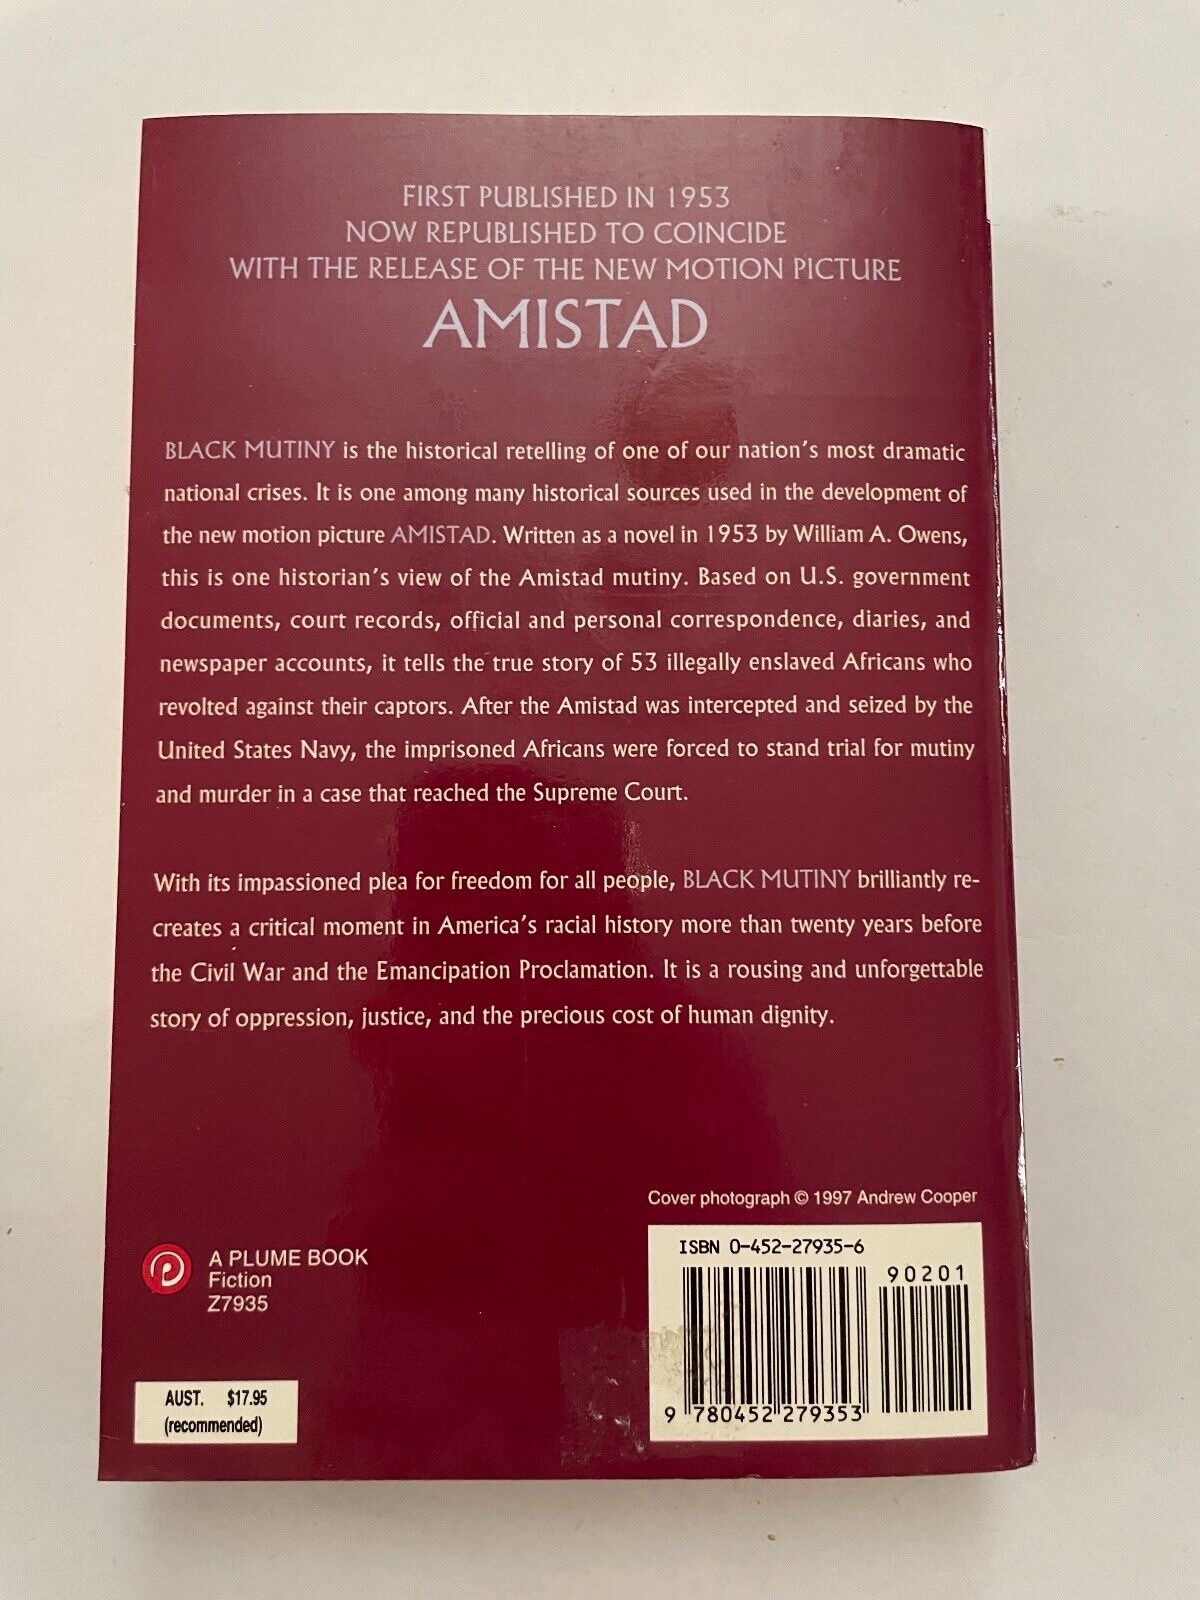 FIRST PUBLISHED IN 1953
NOW REPUBLISHED TO COINCIDE
WITH THE RELEASE OF THE NEW MOTION PICTURE
AMISTAD
BLACK MUTINY is the historical retelling of one of our nation's most dramatic
national crises. It is one among many historical sources used in the development of
the new motion picture AMISTAD. Written as a novel in 1953 by William A. Owens,
this is one historian's view of the Amistad mutiny. Based on U.S. government
documents, court records, official and personal correspondence, diaries, and
newspaper accounts, it tells the true story of 53 illegally enslaved Africans who
revolted against their captors. After the Amistad was intercepted and seized by the
United States Navy, the imprisoned Africans were forced to stand trial for mutiny
and murder in a case that reached the Supreme Court.
With its impassioned plea for freedom for all people, BLACK MUTINY brilliantly re-
creates a critical moment in America's racial history more than twenty years before
the Civil War and the Emancipation Proclamation. It is a rousing and unforgettable
story of oppression, justice, and the precious cost of human dignity.
Cover photograph © 1997 Andrew Cooper
A PLUME BOOK
Fiction
Z7935
AUST. $17.95
(recommended)
ISBN 0-452-27935-6
90201
9 780452 279353